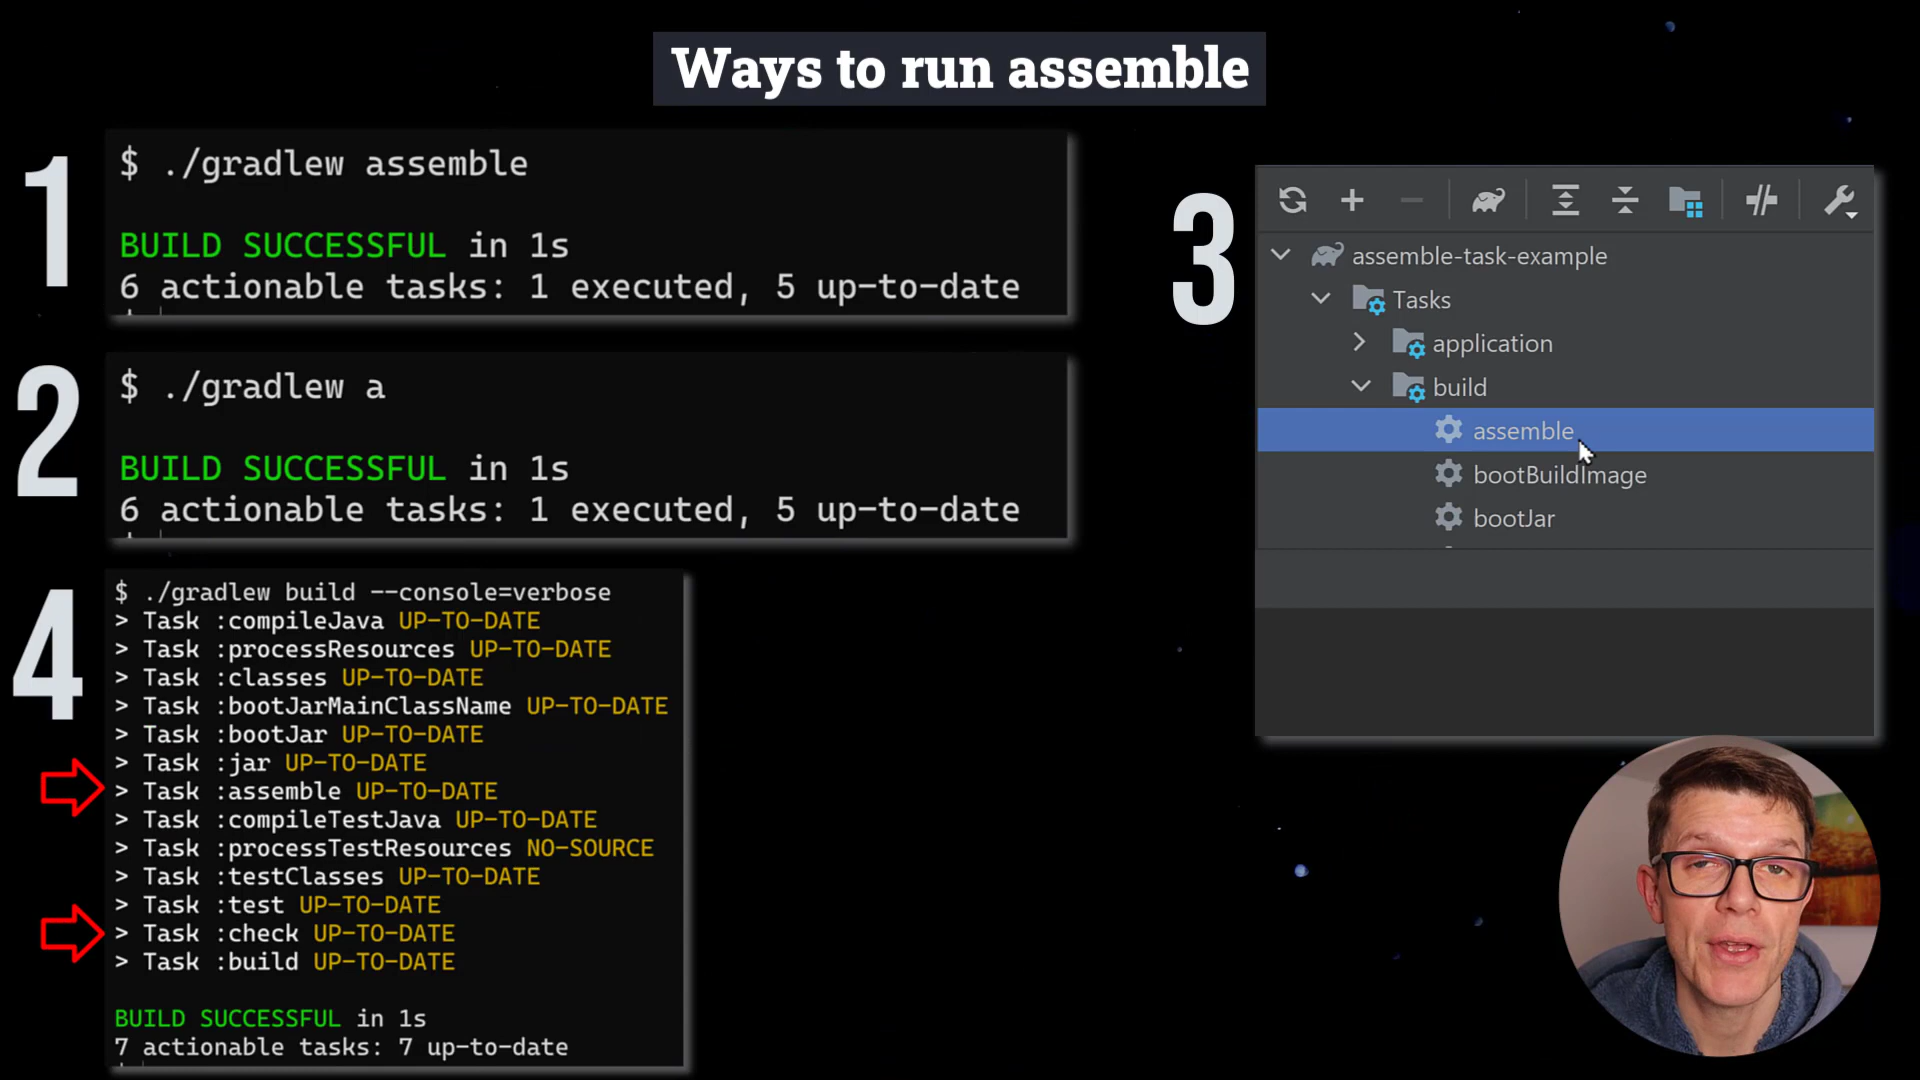 Ways to run assemble
1
$ ./gradlew assemble
BUILD SUCCESSFUL in 1s
6 actionable tasks: 1 executed, 5 up-to-date
2
$ ./gradlew a
BUILD SUCCESSFUL in 1s
6 actionable tasks: 1 executed, 5 up-to-date
3
assemble-task-example
Tasks
application
build
assemble
bootBuildImage
bootJar
4
$ ./gradlew build --console=verbose
> Task :compileJava UP-TO-DATE
> Task :processResources UP-TO-DATE
> Task :classes UP-TO-DATE
> Task :bootJarMainClassName UP-TO-DATE
> Task :bootJar UP-TO-DATE
> Task :jar UP-TO-DATE
> Task :assemble UP-TO-DATE
> Task :compileTestJava UP-TO-DATE
> Task :processTestResources NO-SOURCE
> Task :testClasses UP-TO-DATE
> Task :test UP-TO-DATE
> Task :check UP-TO-DATE
> Task :build UP-TO-DATE
BUILD SUCCESSFUL in 1s
7 actionable tasks: 7 up-to-date